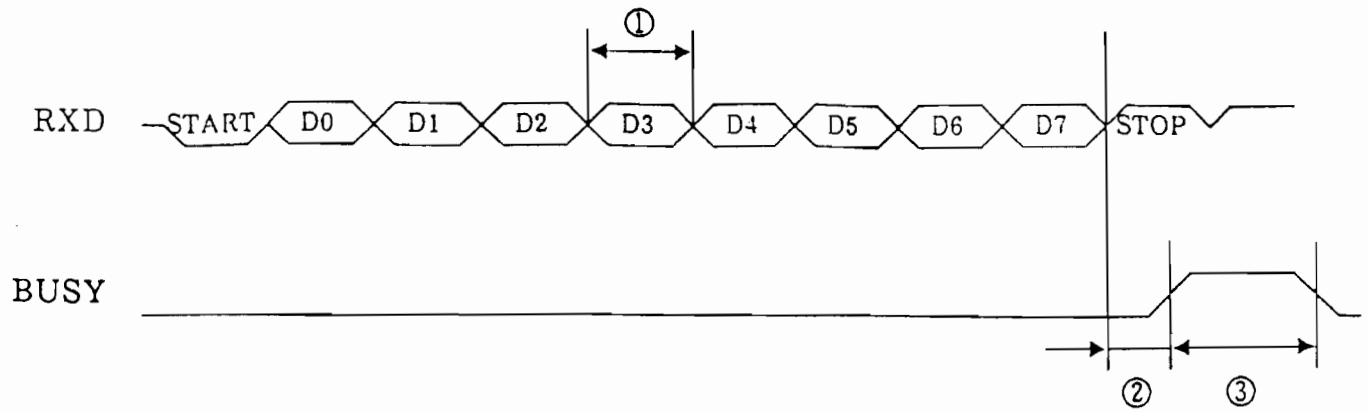 ①
RXD START D0 D1 D2 D3 D4 D5 D6 D7 STOP
BUSY
② ③